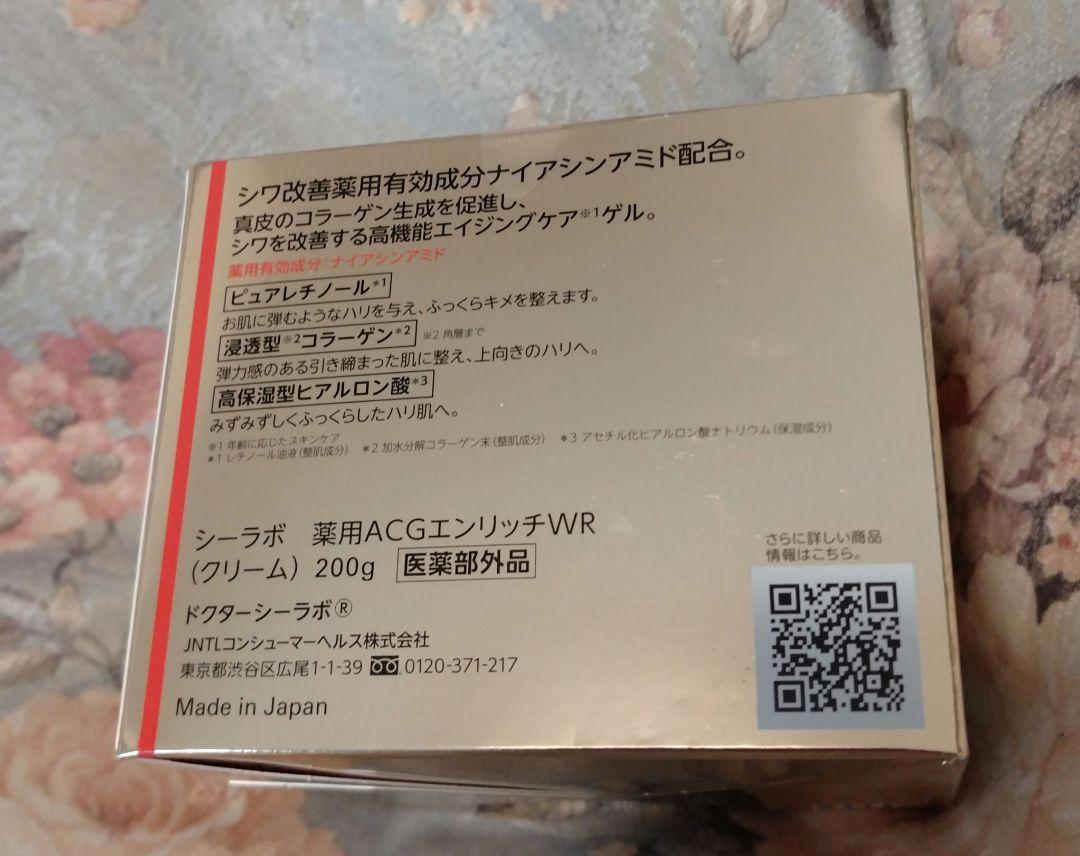 シワ改善薬用有効成分ナイアシンアミド配合。
真皮のコラーゲン生成を促進し、
シワを改善する高機能エイジングケア※1ゲル。
薬用有効成分:ナイアシンアミド
ピュアレチノール*1
お肌に弾むようなハリを与え、ふっくらキメを整えます。
浸透型※2コラーゲン*2 ※2 角層まで
弾力感のある引き締まった肌に整え、上向きのハリへ。
高保湿型ヒアルロン酸*3
みずみずしくふっくらしたハリ肌へ。
※1 年齢に応じたスキンケア
*1 レチノール油液(整肌成分) *2 加水分解コラーゲン末(整肌成分) *3 アセチル化ヒアルロン酸ナトリウム(保湿成分)
シーラボ 薬用ACGエンリッチWR
(クリーム) 200g 医薬部外品
ドクターシーラボ®
JNTLコンシューマーヘルス株式会社
東京都渋谷区広尾1-1-39 0120-371-217
Made in Japan
さらに詳しい商品
情報はこちら。